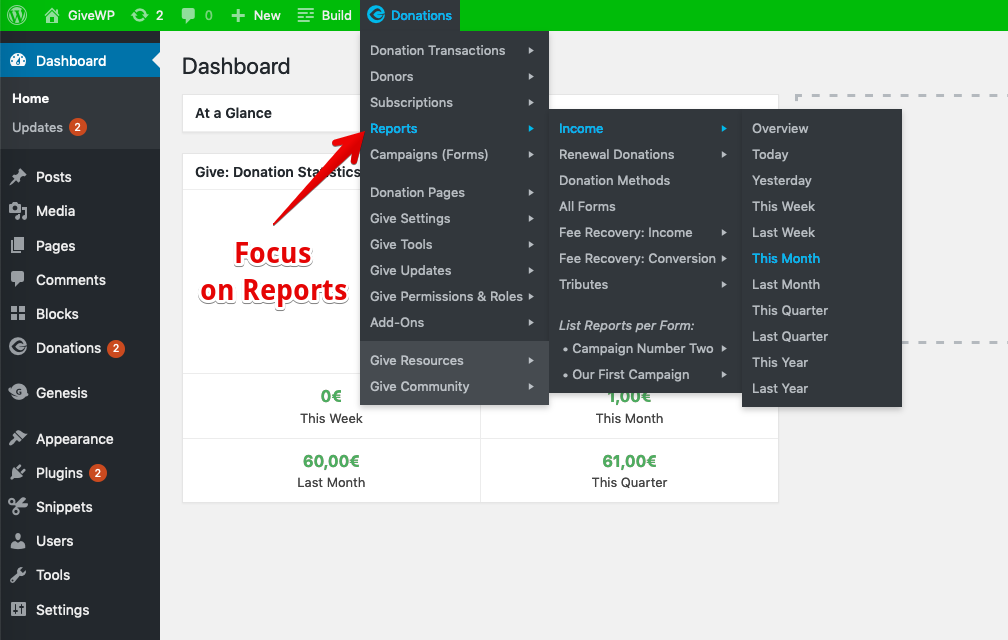 GiveWP
2
0
New
Build
Donations
Dashboard
Home
Updates 2
Posts
Media
Pages
Comments
Blocks
Donations 2
Genesis
Appearance
Plugins 2
Snippets
Users
Tools
Settings
Dashboard
At a Glance
Give: Donation Statistics
Focus
on Reports
0€
This Week
1,00€
This Month
60,00€
Last Month
61,00€
This Quarter
Donation Transactions
Donors
Subscriptions
Reports
Campaigns (Forms)
Donation Pages
Give Settings
Give Tools
Give Updates
Give Permissions & Roles
Add-Ons
Give Resources
Give Community
Income
Renewal Donations
Donation Methods
All Forms
Fee Recovery: Income
Fee Recovery: Conversion
Tributes
List Reports per Form:
• Campaign Number Two
• Our First Campaign
Overview
Today
Yesterday
This Week
Last Week
This Month
Last Month
This Quarter
Last Quarter
This Year
Last Year